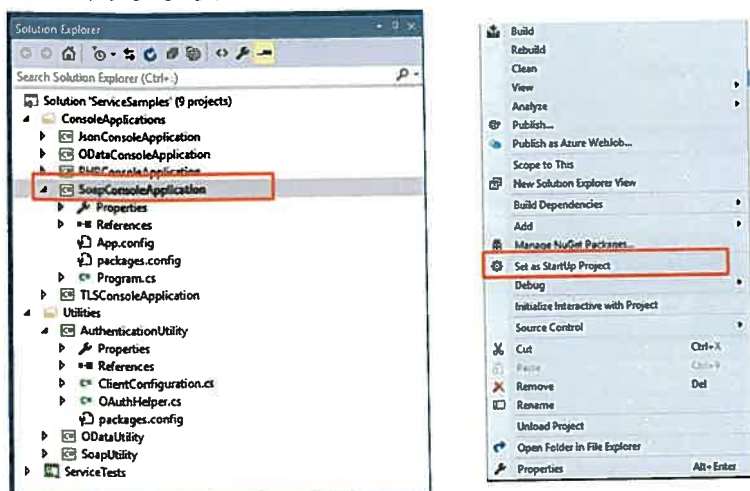 Solution Explorer
Search Solution Explorer (Ctrl+;)
Solution 'ServiceSamples' (9 projects)
ConsoleApplications
JsonConsoleApplication
ODataConsoleApplication
PHPConsoleApplication
SoapConsoleApplication
Properties
References
App.config
packages.config
C# Program.cs
TLSConsoleApplication
Utilities
AuthenticationUtility
Properties
References
C# ClientConfiguration.cs
C# OAuthHelper.cs
packages.config
ODataUtility
SoapUtility
ServiceTests
Build
Rebuild
Clean
View
Analyze
Publish...
Publish as Azure WebJob...
Scope to This
New Solution Explorer View
Build Dependencies
Add
Manage NuGet Packages...
Set as StartUp Project
Debug
Initialize Interactive with Project
Source Control
Cut Ctrl+X
Paste Ctrl+V
Remove Del
Rename
Unload Project
Open Folder in File Explorer
Properties Alt+Enter